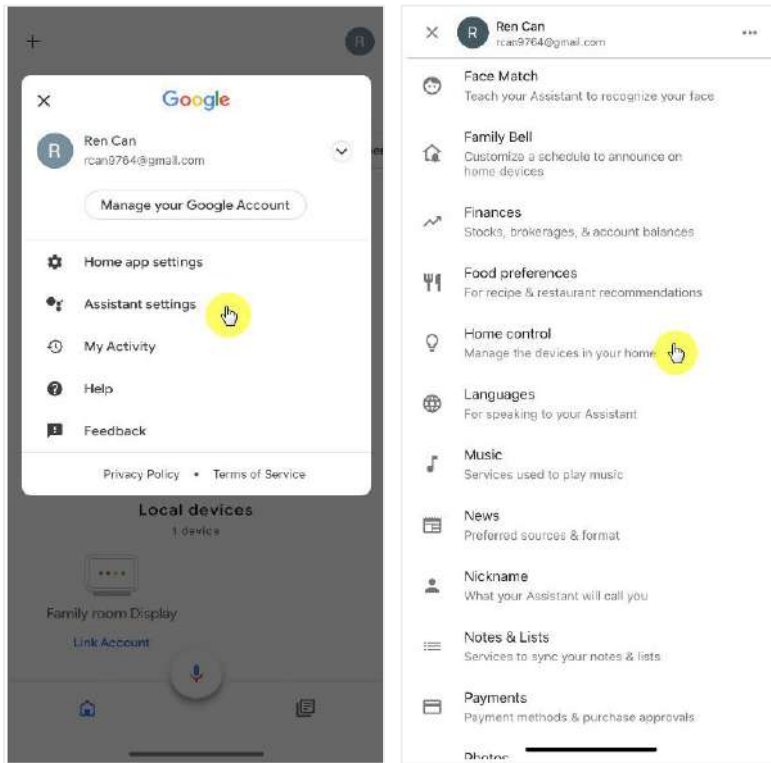 +
R
Google
R
Ren Can
rcan9764@gmail.com
Manage your Google Account
Home app settings
Assistant settings
My Activity
Help
Feedback
Privacy Policy • Terms of Service
Local devices
1 device
Family room Display
Link Account
R
Ren Can
rcan9764@gmail.com
Face Match
Teach your Assistant to recognize your face
Family Bell
Customize a schedule to announce on
home devices
Finances
Stocks, brokerages, & account balances
Food preferences
For recipe & restaurant recommendations
Home control
Manage the devices in your home
Languages
For speaking to your Assistant
Music
Services used to play music
News
Preferred sources & format
Nickname
What your Assistant will call you
Notes & Lists
Services to sync your notes & lists
Payments
Payment methods & purchase approvals
Photos